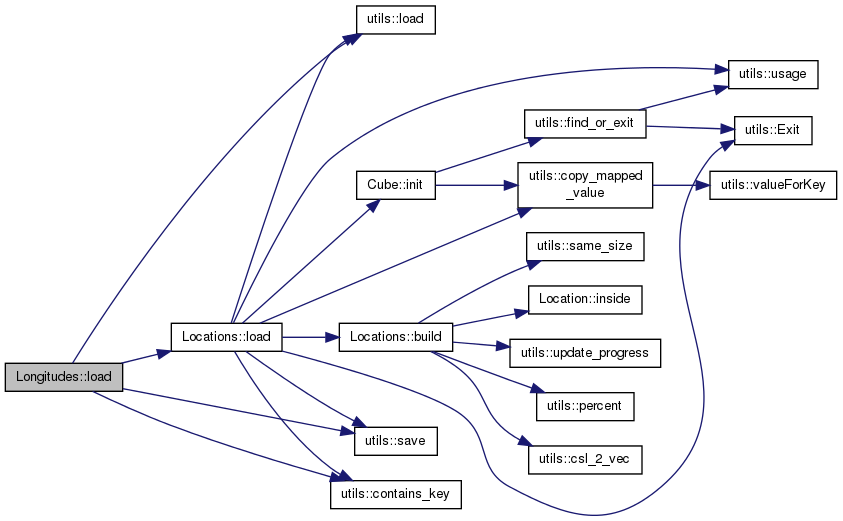 utils::load
utils::usage
utils::find_or_exit
utils::Exit
Cube::init
utils::copy_mapped
_value
utils::valueForKey
utils::same_size
Location::inside
Locations::load
Locations::build
utils::update_progress
Longitudes::load
utils::percent
utils::save
utils::csl_2_vec
utils::contains_key